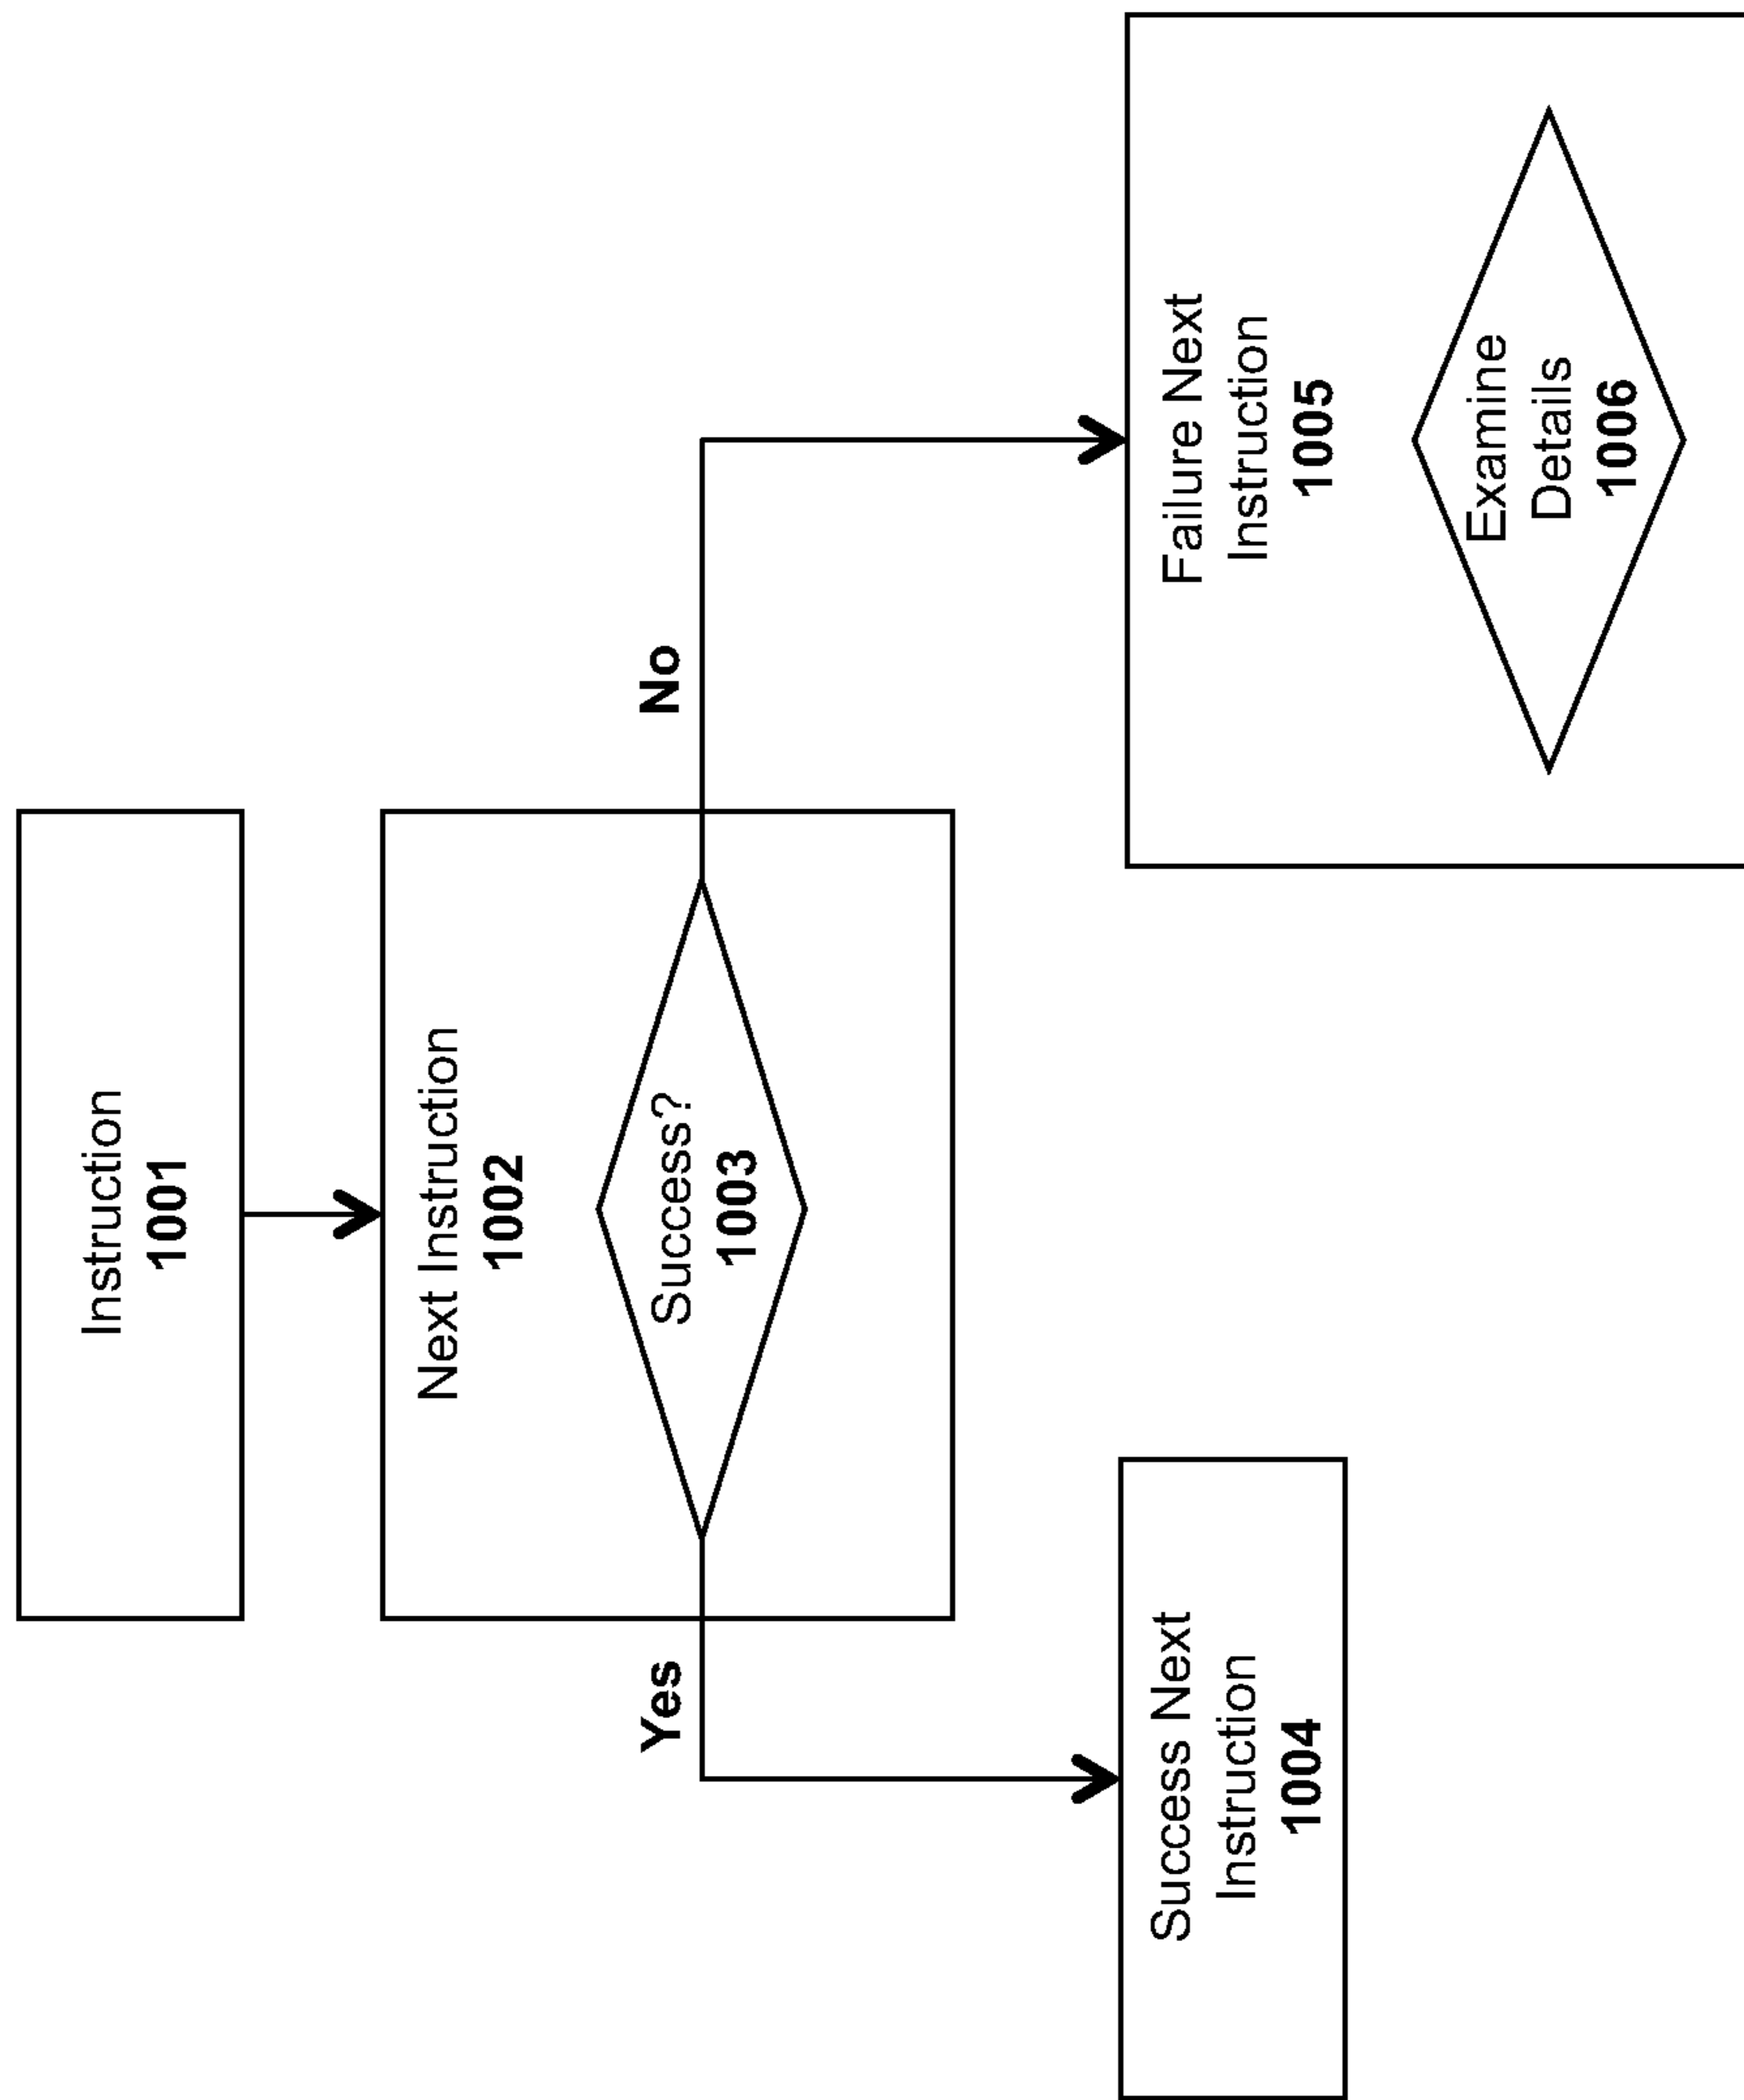 Instruction
1001
Next Instruction
1002
Success?
1003
Yes
No
Success Next
Instruction
1004
Failure Next
Instruction
1005
Examine
Details
1006